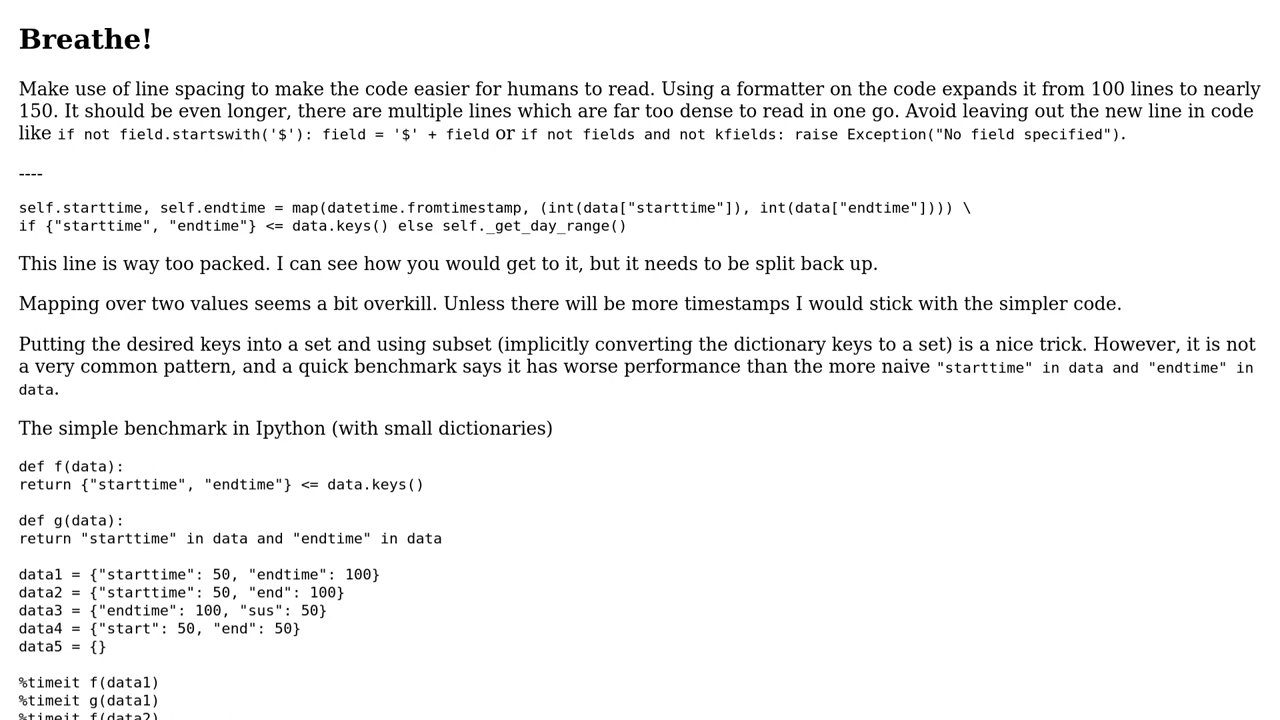 Breathe!
Make use of line spacing to make the code easier for humans to read. Using a formatter on the code expands it from 100 lines to nearly
150. It should be even longer, there are multiple lines which are far too dense to read in one go. Avoid leaving out the new line in code
like if not field.startswith('$'): field = '$' + field or if not fields and not kfields: raise Exception("No field specified").
----
self.starttime, self.endtime = map(datetime.fromtimestamp, (int(data["starttime"]), int(data["endtime"]))) \
if {"starttime", "endtime"} <= data.keys() else self._get_day_range()
This line is way too packed. I can see how you would get to it, but it needs to be split back up.
Mapping over two values seems a bit overkill. Unless there will be more timestamps I would stick with the simpler code.
Putting the desired keys into a set and using subset (implicitly converting the dictionary keys to a set) is a nice trick. However, it is not
a very common pattern, and a quick benchmark says it has worse performance than the more naive "starttime" in data and "endtime" in
data.
The simple benchmark in Ipython (with small dictionaries)
def f(data):
return {"starttime", "endtime"} <= data.keys()
def g(data):
return "starttime" in data and "endtime" in data
data1 = {"starttime": 50, "endtime": 100}
data2 = {"starttime": 50, "end": 100}
data3 = {"endtime": 100, "sus": 50}
data4 = {"start": 50, "end": 50}
data5 = {}
%timeit f(data1)
%timeit g(data1)
%timeit f(data2)